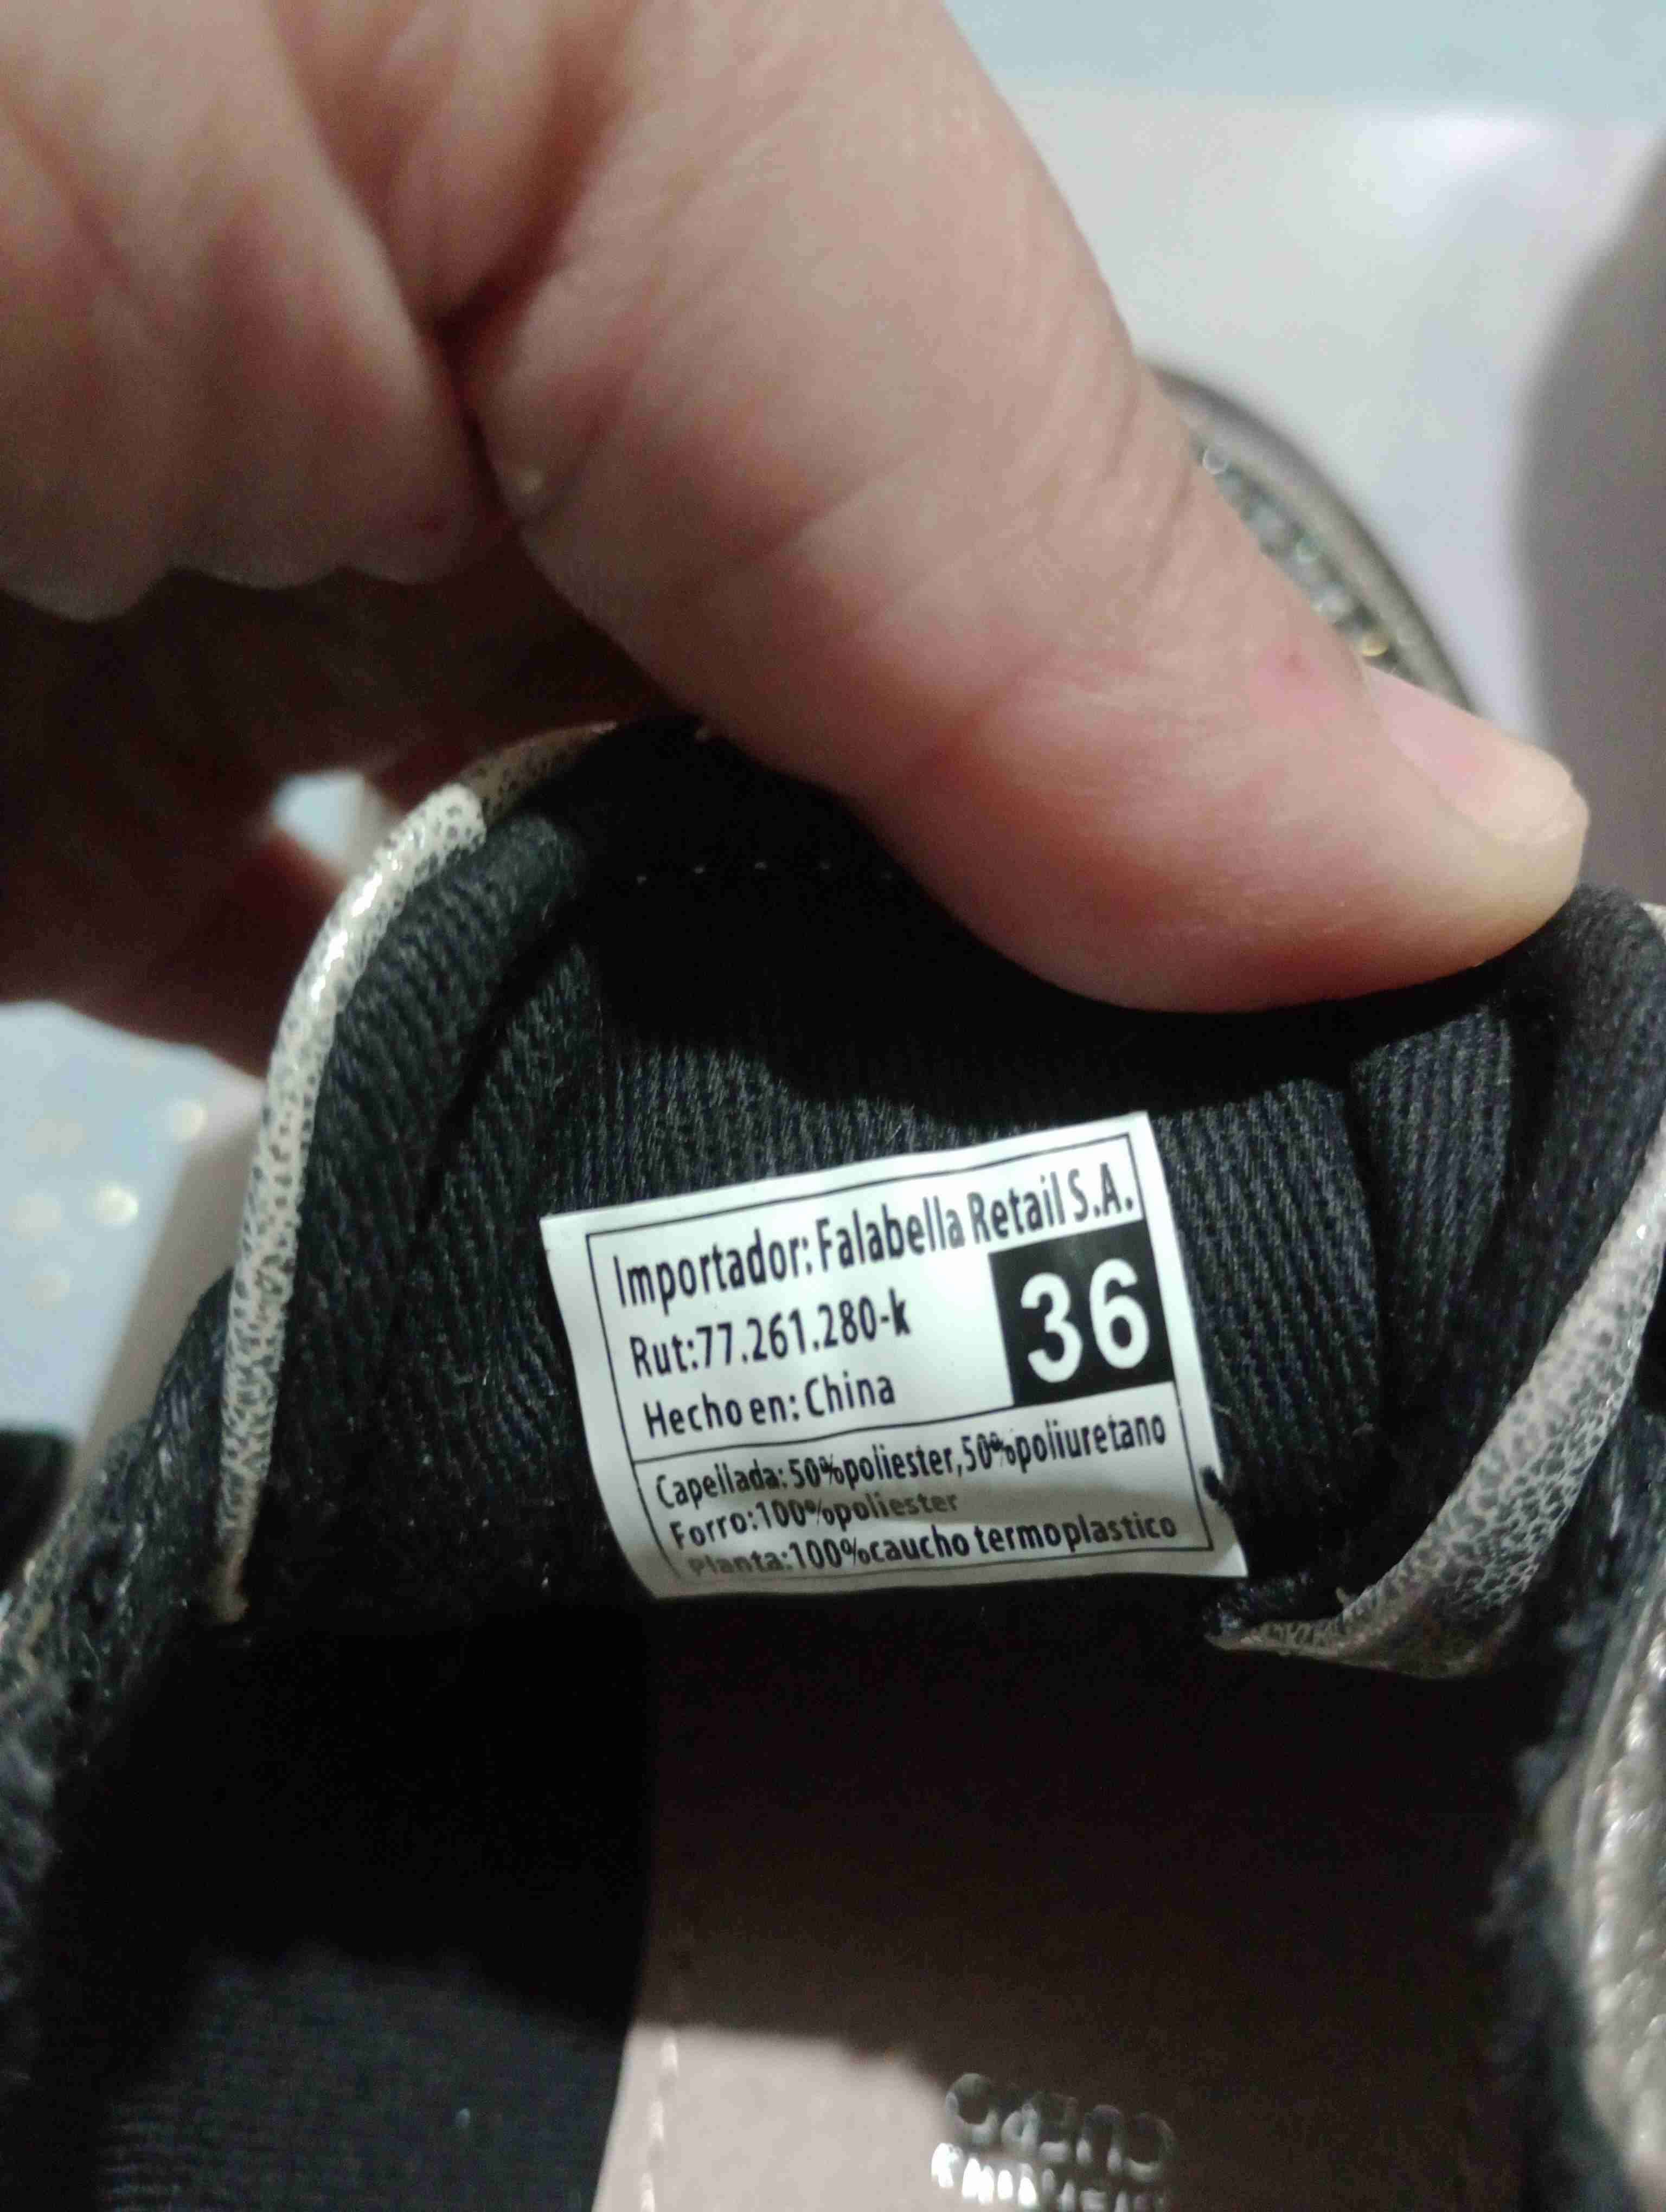 Importador: Falabella Retail S.A.
Rut:77.261.280-k
36
Hecho en: China
Capellada: 50%poliester,50%poliuretano
Forro:100%poliester
Planta:100%caucho termoplastico
CUERO